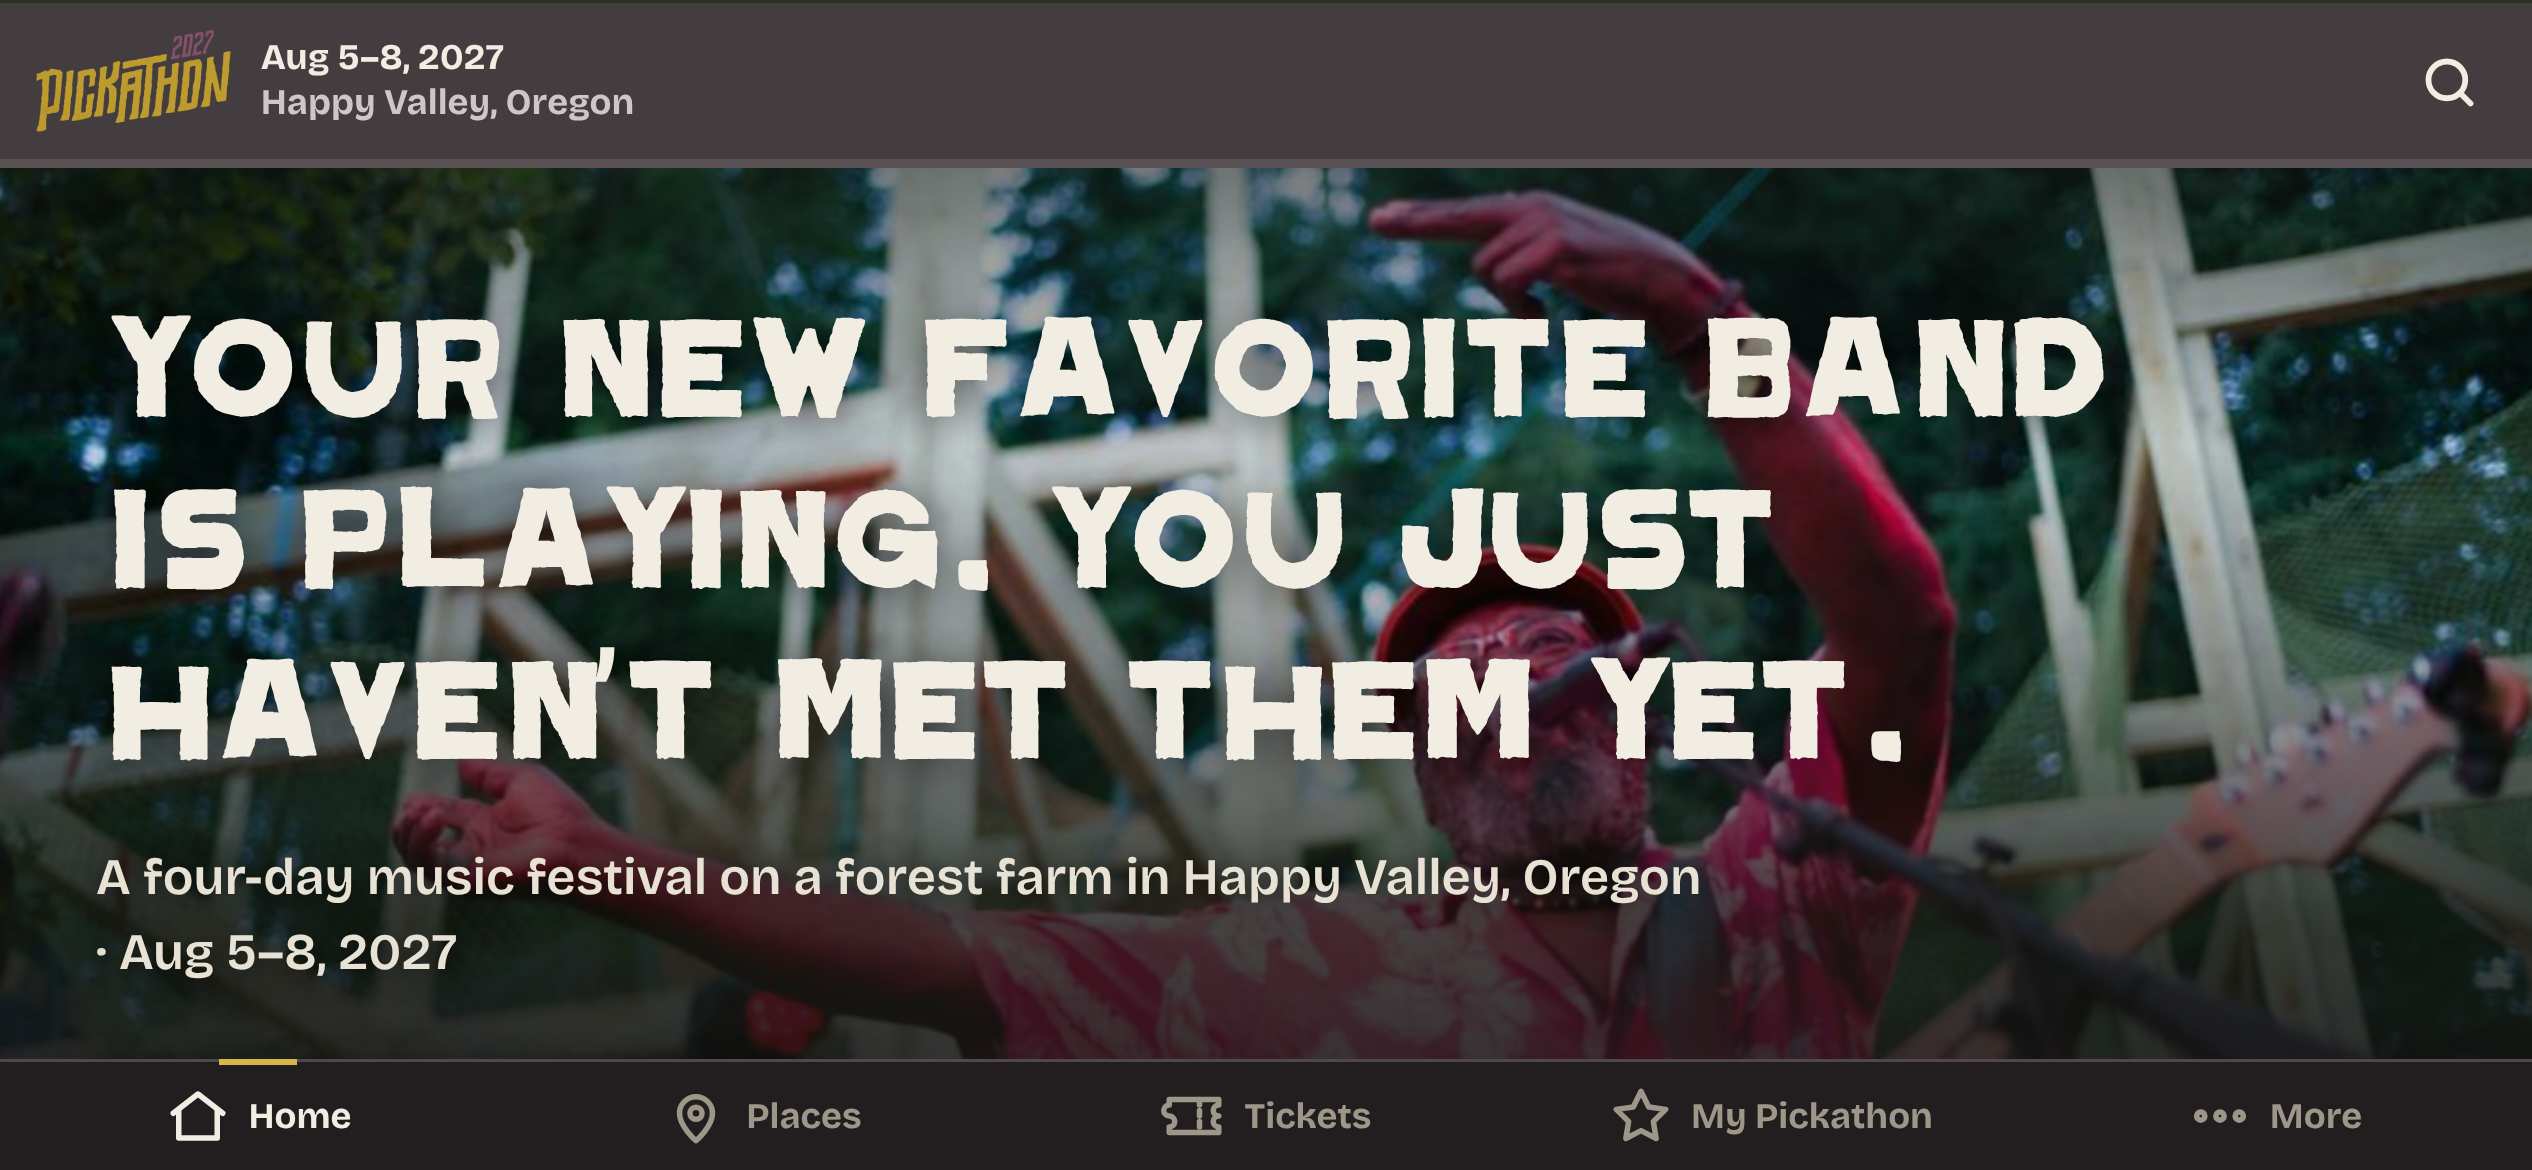 2027
PICKATHON
Aug 5–8, 2027
Happy Valley, Oregon
YOUR NEW FAVORITE BAND
IS PLAYING. YOU JUST
HAVEN'T MET THEM YET.
A four-day music festival on a forest farm in Happy Valley, Oregon
· Aug 5–8, 2027
Home
Places
Tickets
My Pickathon
More